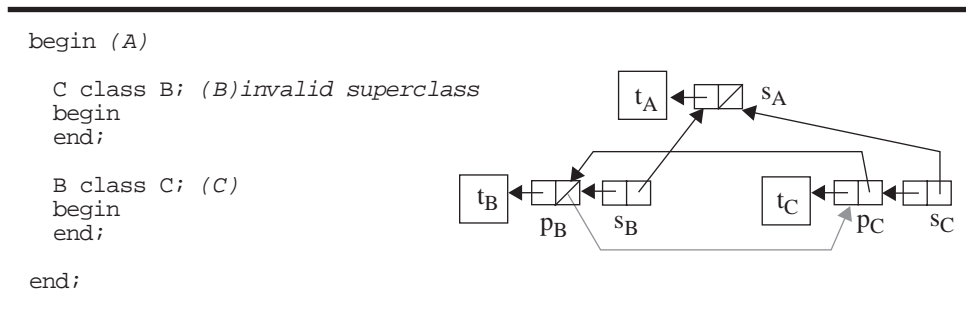 begin (A)
C class B; (B)invalid superclass
begin
end;
B class C; (C)
begin
end;
end;
tA
sA
tB
pB
sB
tC
pC
sC